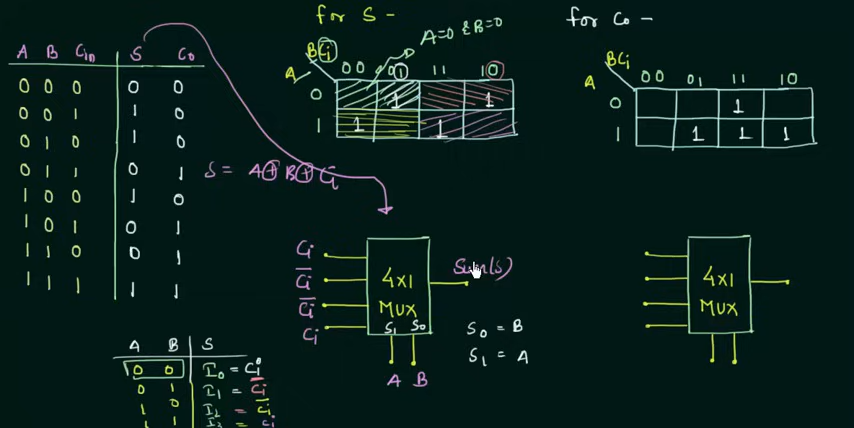 for S -
for Co -
A=0 & B=0
A B Cin S Co
0 0 0 0 0
0 0 1 1 0
0 1 0 1 0
0 1 1 0 1
1 0 0 1 0
1 0 1 0 1
1 1 0 0 1
1 1 1 1 1
S = A⊕B⊕Ci
BCi
A
00 01 11 10
0 1 1
1 1 1
BCi
A
00 01 11 10
0 1
1 1 1 1
Ci
C̅i̅
C̅i̅
Ci
4x1
MUX
S1 S0
A B
Sum(S)
S0 = B
S1 = A
4x1
MUX
A B S
0 0 I0 = Ci
0 1 I1 = C̅i̅
1 0 I2 = C̅i̅
1 1 I3 = Ci